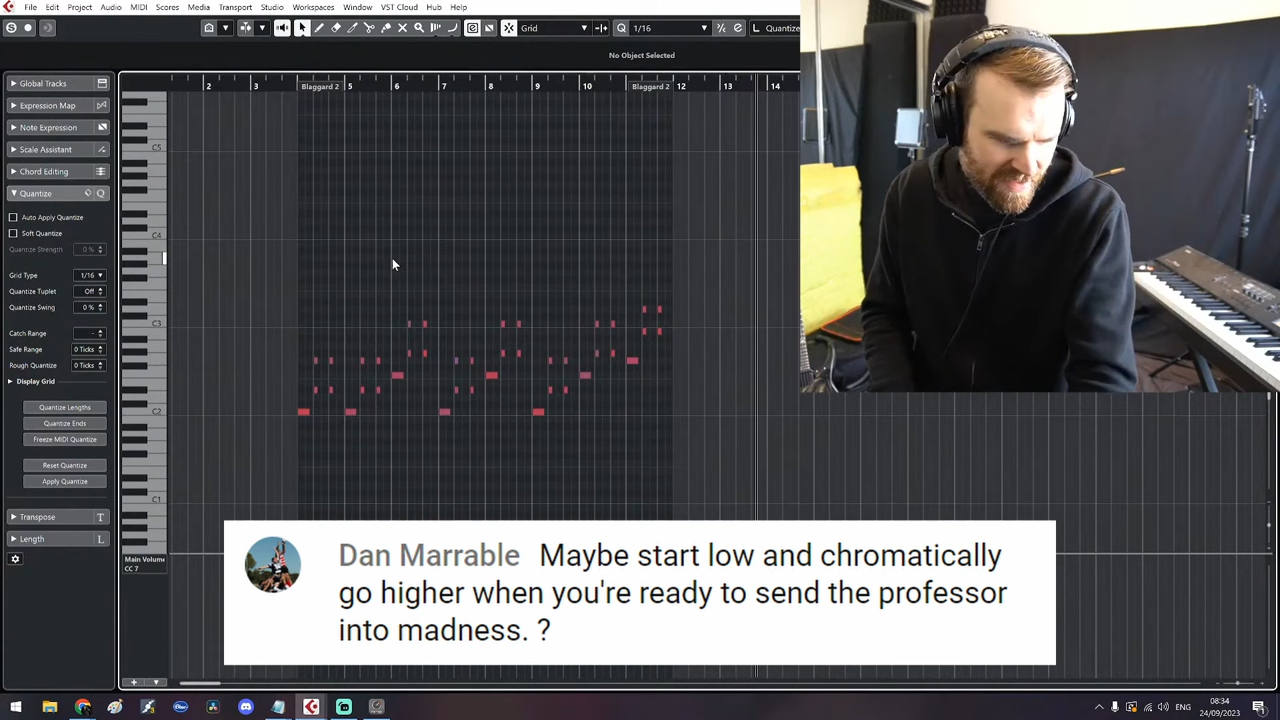 File Edit Project Audio MIDI Scores Media Transport Studio Workspaces Window VST Cloud Hub Help
Grid 1/16 Quantize
No Object Selected
Global Tracks
Expression Map
Note Expression
Scale Assistant
Chord Editing
Quantize
Auto Apply Quantize
Soft Quantize
Quantize Strength 0 %
Grid Type 1/16
Quantize Tuplet Off
Quantize Swing 0 %
Catch Range -
Safe Range 0 Ticks
Rough Quantize 0 Ticks
Display Grid
Quantize Lengths
Quantize Ends
Freeze MIDI Quantize
Reset Quantize
Apply Quantize
Transpose
Length
2 3 Blaggard 2 5 6 7 8 9 10 Blaggard 2 12 13 14
C5
C4
C3
C2
C1
Main Volume
CC 7
Dan Marrable Maybe start low and chromatically
go higher when you're ready to send the professor
into madness. ?
ENG
08:34
24/09/2023